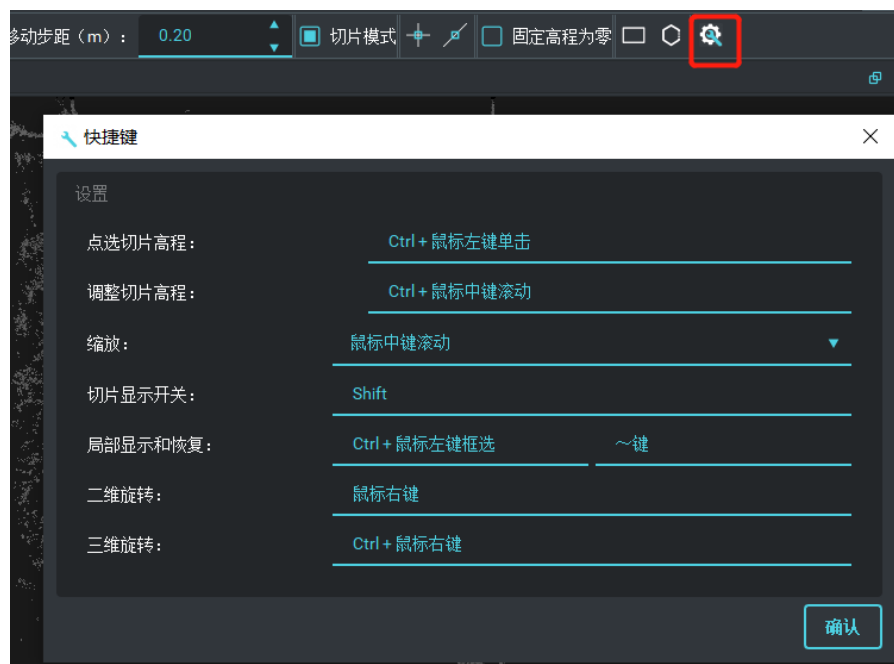 移动步距（m）： 0.20 切片模式 固定高程为零
快捷键
设置
点选切片高程： Ctrl + 鼠标左键单击
调整切片高程： Ctrl + 鼠标中键滚动
缩放： 鼠标中键滚动
切片显示开关： Shift
局部显示和恢复： Ctrl + 鼠标左键框选 ～键
二维旋转： 鼠标右键
三维旋转： Ctrl + 鼠标右键
确认